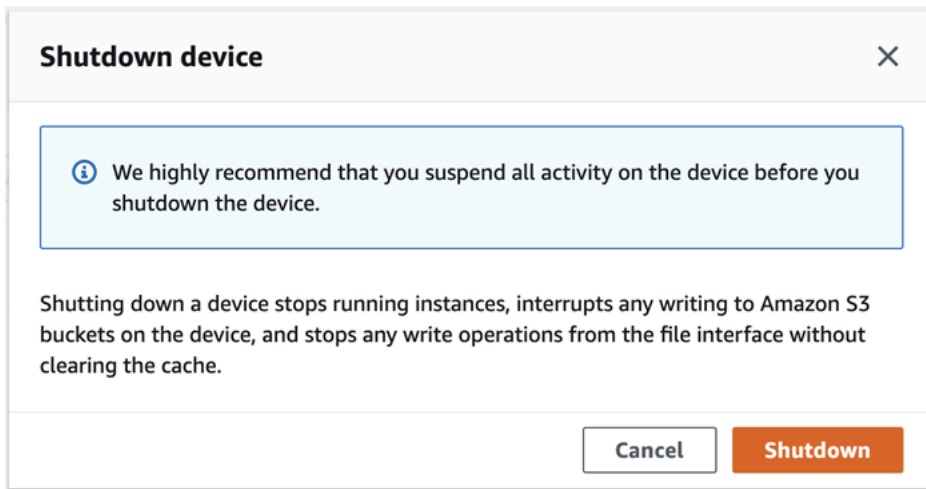 Shutdown device
We highly recommend that you suspend all activity on the device before you
shutdown the device.
Shutting down a device stops running instances, interrupts any writing to Amazon S3
buckets on the device, and stops any write operations from the file interface without
clearing the cache.
Cancel Shutdown